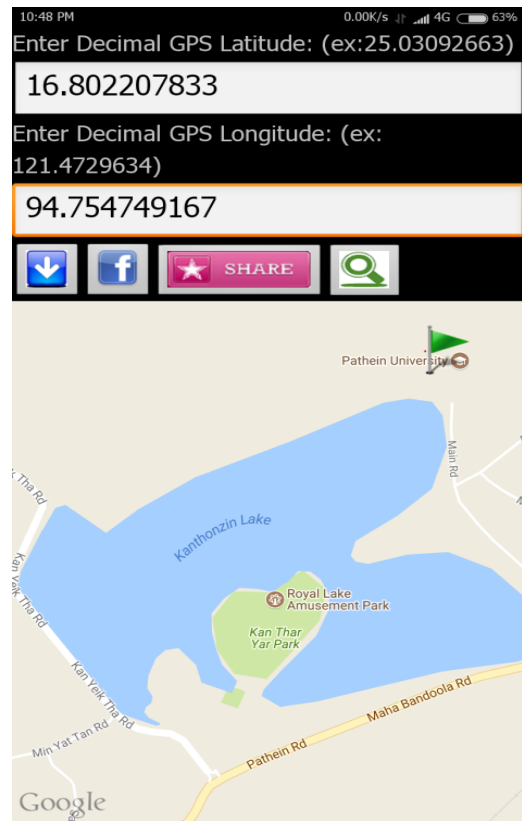 10:48 PM 0.00K/s 4G 63%
Enter Decimal GPS Latitude: (ex:25.03092663)
16.802207833
Enter Decimal GPS Longitude: (ex:
121.4729634)
94.754749167
f SHARE
Pathein University
Main Rd
Tha Rd
Kanthonzin Lake
Kan Yeik Tha Rd
Royal Lake
Amusement Park
Kan Thar
Yar Park
Kan Yeik Tha Rd
Maha Bandoola Rd
Min Yat Tan Rd
Pathein Rd
Google